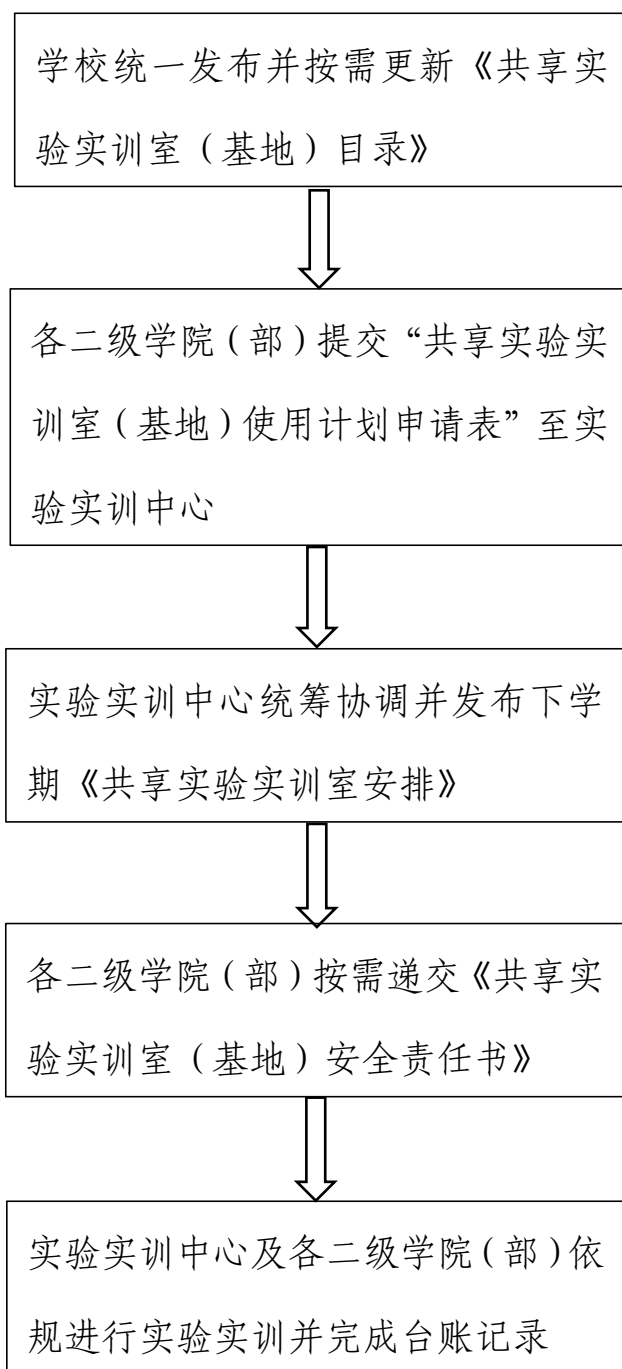 学校统一发布并按需更新《共享实
验实训室（基地）目录》
各二级学院（部）提交“共享实验实
训室（基地）使用计划申请表”至实
验实训中心
实验实训中心统筹协调并发布下学
期《共享实验实训室安排》
各二级学院（部）按需递交《共享实
验实训室（基地）安全责任书》
实验实训中心及各二级学院（部）依
规进行实验实训并完成台账记录